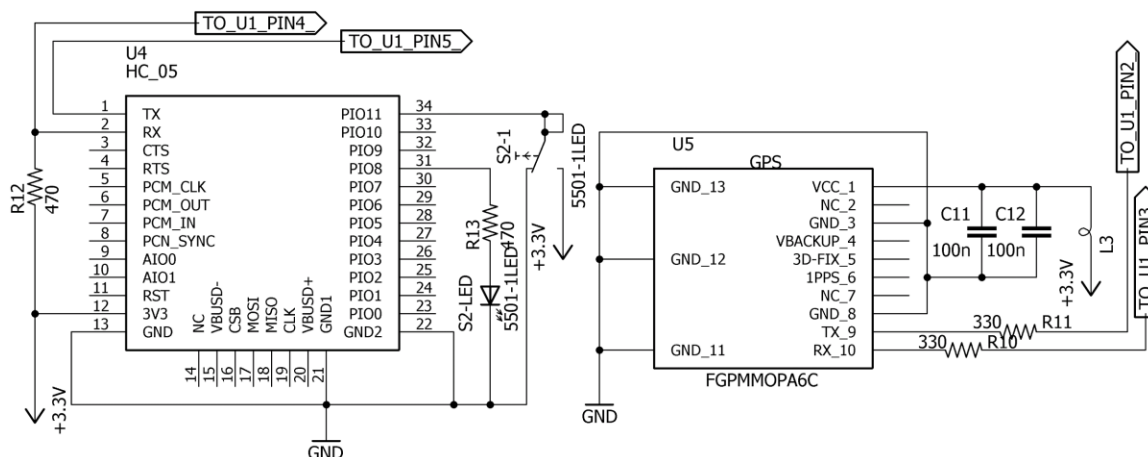 TO_U1_PIN4_
TO_U1_PIN5_
U4
HC_05
1 TX
2 RX
3 CTS
4 RTS
5 PCM_CLK
6 PCM_OUT
7 PCM_IN
8 PCN_SYNC
9 AIO0
10 AIO1
11 RST
12 3V3
13 GND
PIO11 34
PIO10 33
PIO9 32
PIO8 31
PIO7 30
PIO6 29
PIO5 28
PIO4 27
PIO3 26
PIO2 25
PIO1 24
PIO0 23
GND2 22
NC
VBUSD-
CSB
MOSI
MISO
CLK
VBUSD+
GND1
14
15
16
17
18
19
20
21
R12
470
+3.3V
GND
R13
470
S2-LED
5501-1LED
S2-1
5501-1LED
+3.3V
U5
GPS
GND_13
GND_12
GND_11
VCC_1
NC_2
GND_3
VBACKUP_4
3D-FIX_5
1PPS_6
NC_7
GND_8
TX_9
RX_10
FGPMMOPA6C
GND
C11
100n
C12
100n
L3
+3.3V
330
R11
330
R10
TO_U1_PIN2_
TO_U1_PIN3_